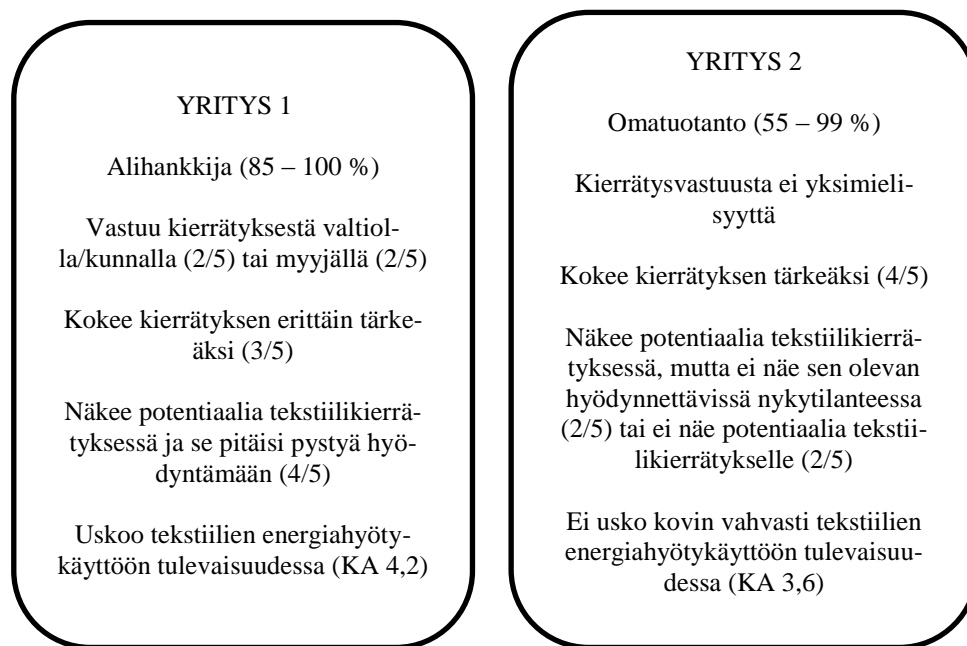 YRITYS 1
Alihankkija (85 – 100 %)
Vastuu kierrätyksestä valtiol-
la/kunnalla (2/5) tai myyjällä (2/5)
Kokee kierrätyksen erittäin tärke-
äksi (3/5)
Näkee potentiaalia tekstiilikierrä-
tyksessä ja se pitäisi pystyä hyö-
dyntämään (4/5)
Uskoo tekstiilien energiahyöty-
käyttöön tulevaisuudessa (KA 4,2)
YRITYS 2
Omatuotanto (55 – 99 %)
Kierrätysvastuusta ei yksimieli-
syyttä
Kokee kierrätyksen tärkeäksi (4/5)
Näkee potentiaalia tekstiilikierrä-
tyksessä, mutta ei näe sen olevan
hyödynnettävissä nykytilanteessa
(2/5) tai ei näe potentiaalia tekstii-
likierrätykselle (2/5)
Ei usko kovin vahvasti tekstiilien
energiahyötykäyttöön tulevaisuu-
dessa (KA 3,6)